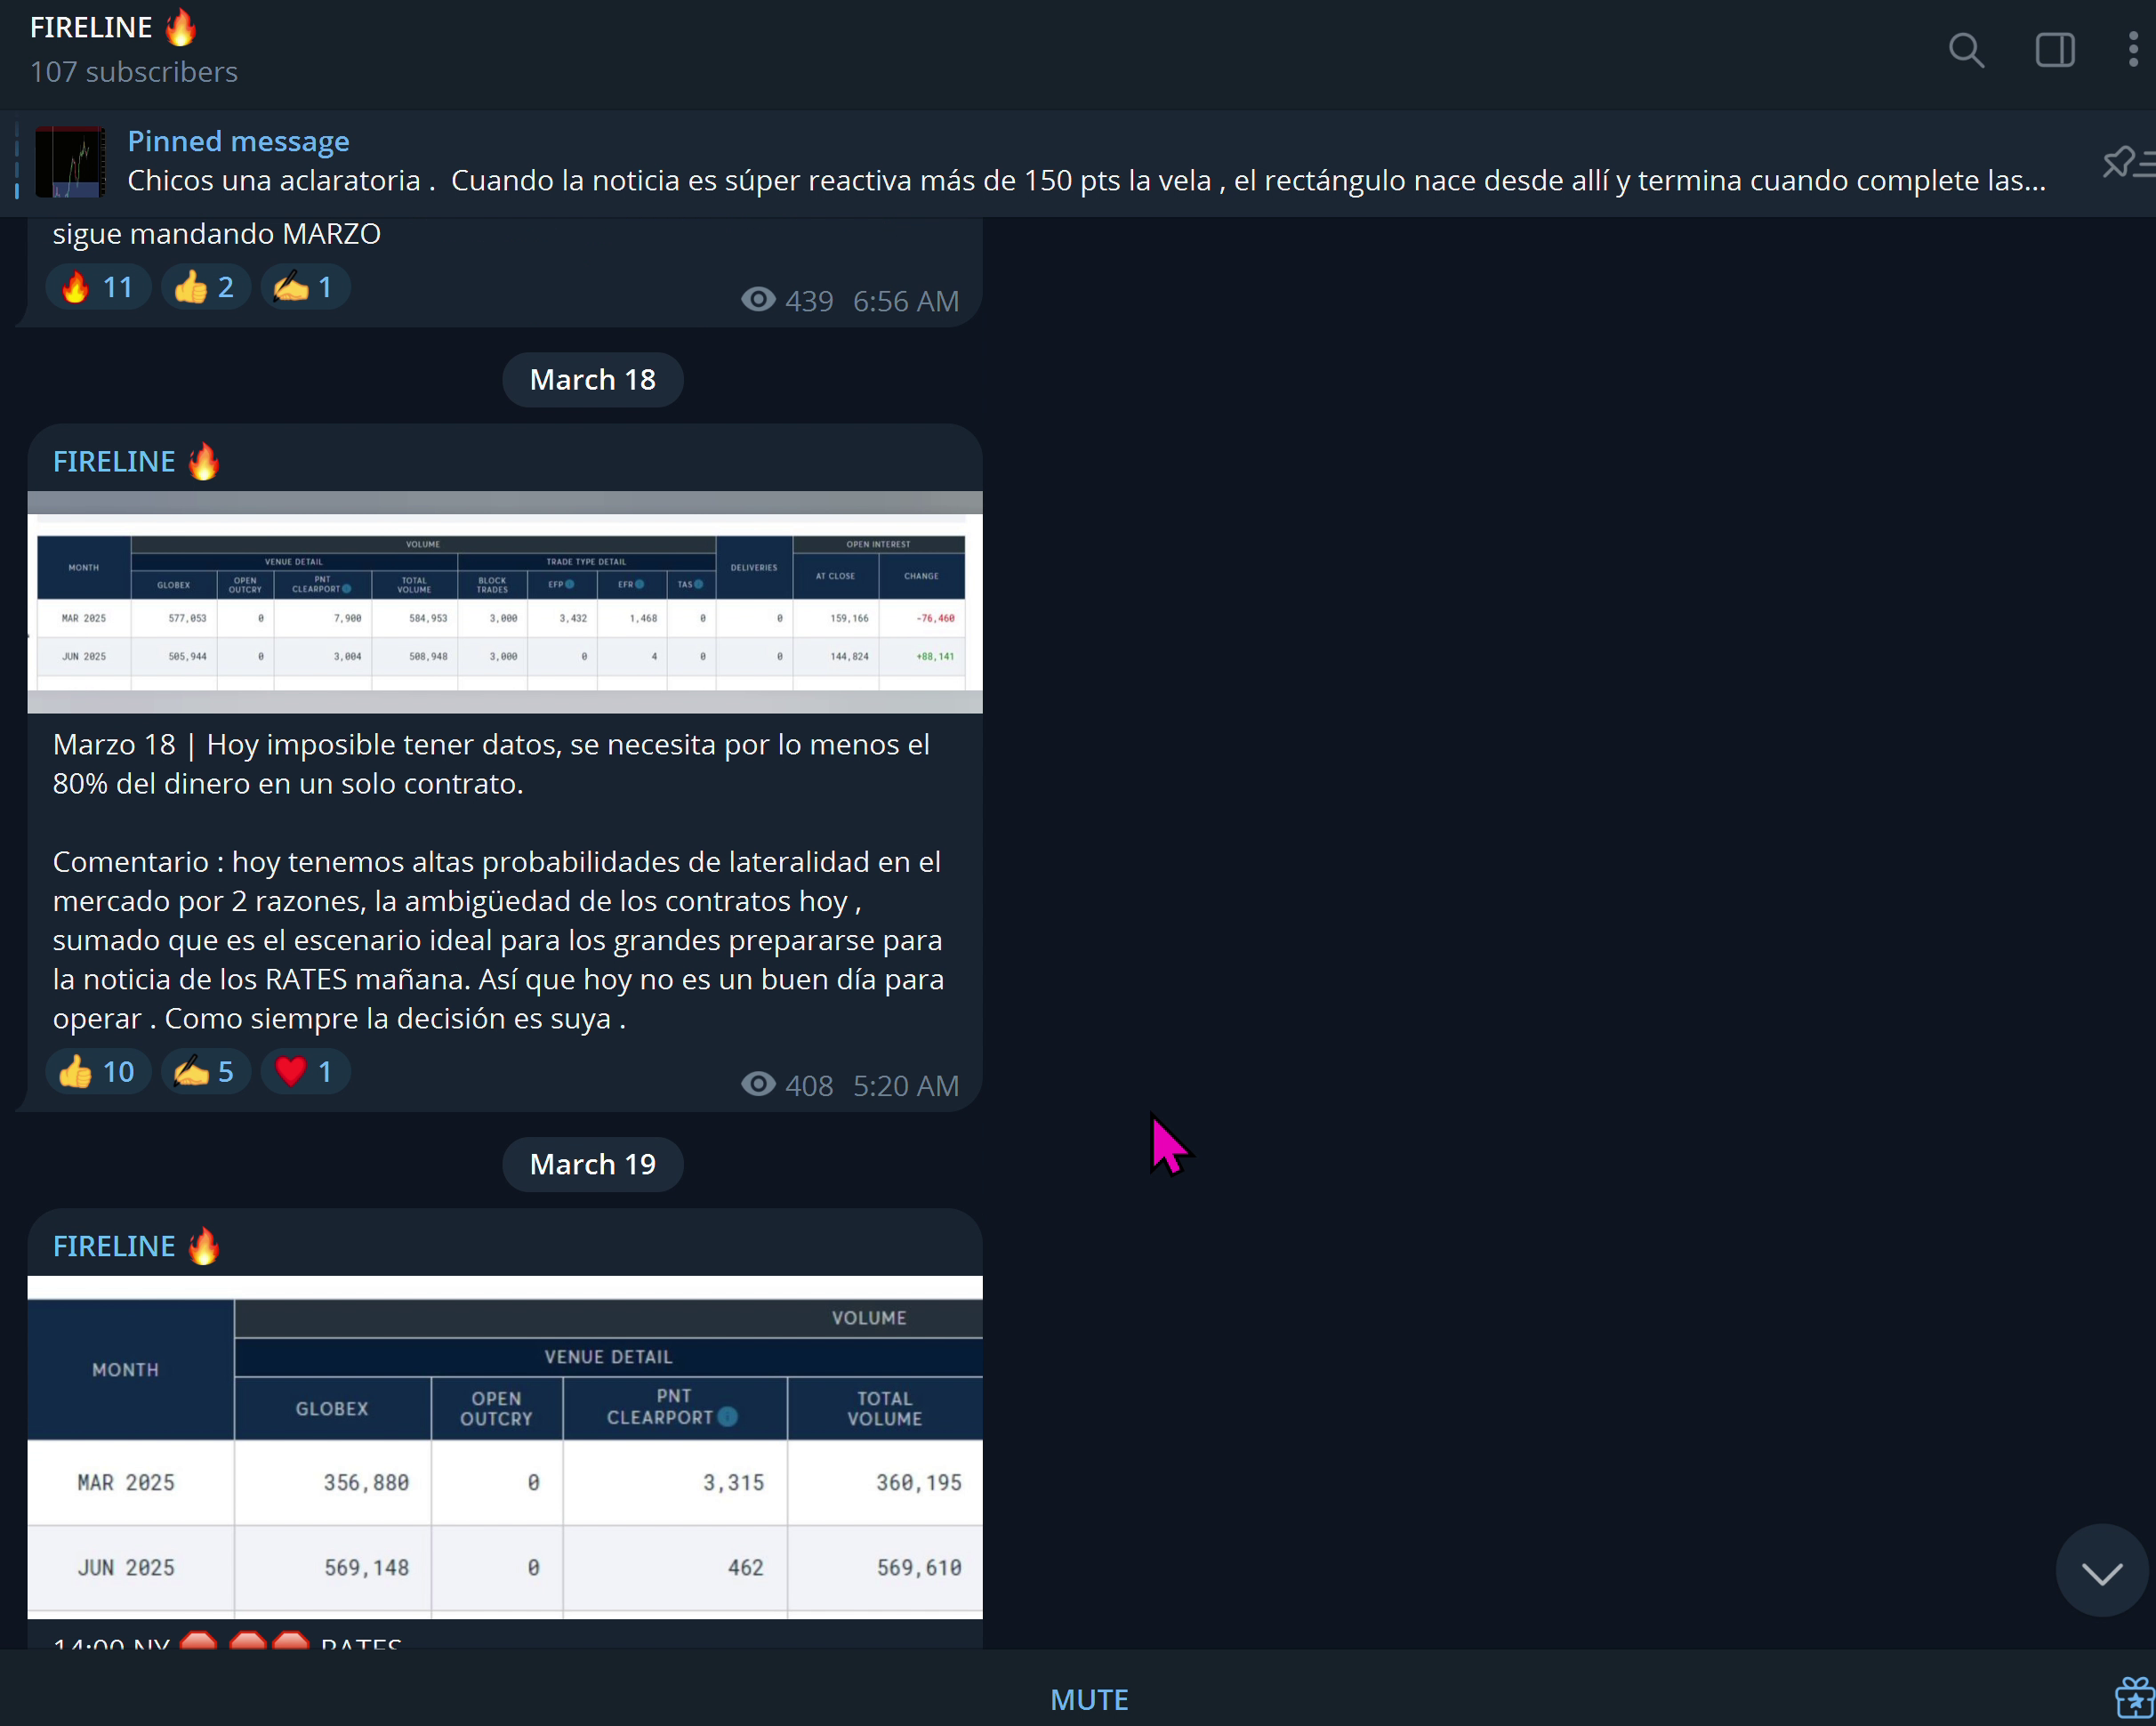 FIRELINE 🔥
107 subscribers
Pinned message
Chicos una aclaratoria .  Cuando la noticia es súper reactiva más de 150 pts la vela , el rectángulo nace desde allí y termina cuando complete las...
sigue mandando MARZO
🔥 11 👍 2 ✍️ 1
439 6:56 AM
March 18
FIRELINE 🔥
VOLUME OPEN INTEREST
VENUE DETAIL TRADE TYPE DETAIL
MONTH GLOBEX OPEN OUTCRY PNT CLEARPORT TOTAL VOLUME BLOCK TRADES EFP EFR TAS DELIVERIES AT CLOSE CHANGE
MAR 2025 577,053 0 7,900 584,953 3,000 3,432 1,468 0 0 159,166 -76,460
JUN 2025 505,944 0 3,004 508,948 3,000 0 4 0 0 144,824 +88,141
Marzo 18 | Hoy imposible tener datos, se necesita por lo menos el
80% del dinero en un solo contrato.
Comentario : hoy tenemos altas probabilidades de lateralidad en el
mercado por 2 razones, la ambigüedad de los contratos hoy ,
sumado que es el escenario ideal para los grandes prepararse para
la noticia de los RATES mañana. Así que hoy no es un buen día para
operar . Como siempre la decisión es suya .
👍 10 ✍️ 5 ❤️ 1
408 5:20 AM
March 19
FIRELINE 🔥
VOLUME
VENUE DETAIL
MONTH GLOBEX OPEN OUTCRY PNT CLEARPORT TOTAL VOLUME
MAR 2025 356,880 0 3,315 360,195
JUN 2025 569,148 0 462 569,610
14:00 NY 🛑 🛑🛑 RATES
MUTE